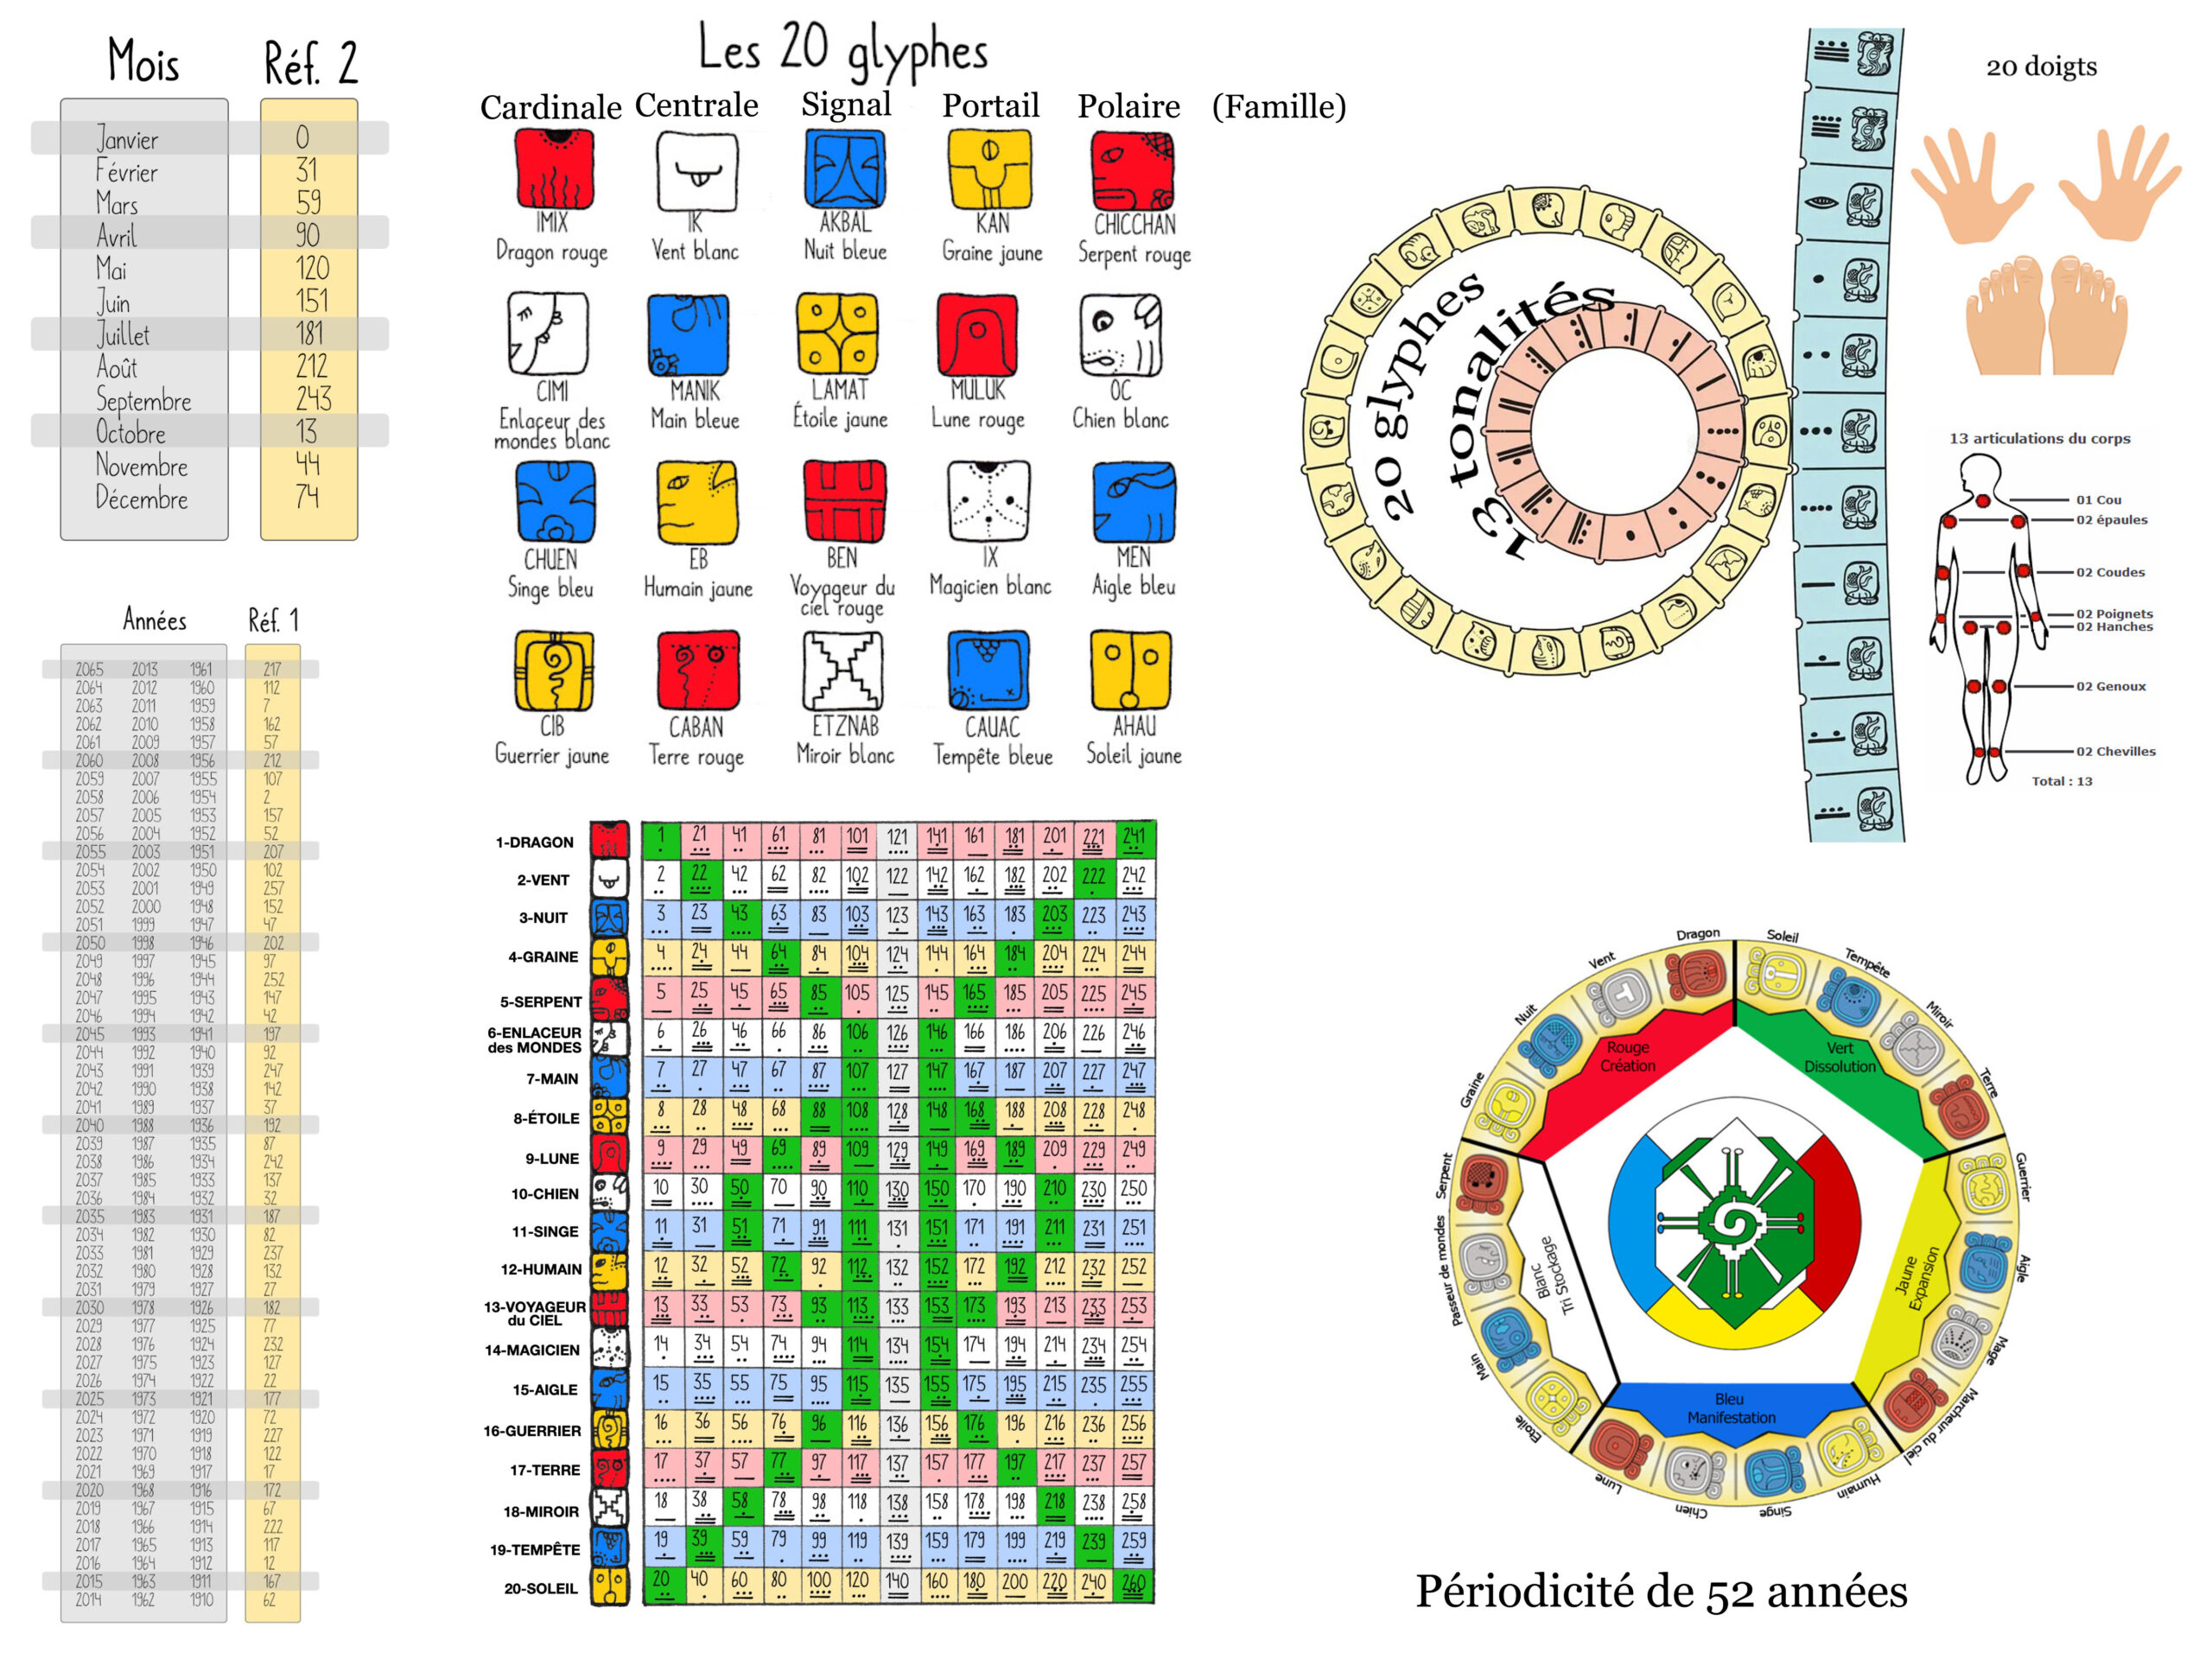 Mois Réf. 2
Janvier 0
Février 31
Mars 59
Avril 90
Mai 120
Juin 151
Juillet 181
Août 212
Septembre 243
Octobre 13
Novembre 44
Décembre 74
Années Réf. 1
2065 2013 1961 217
2064 2012 1960 112
2063 2011 1959 7
2062 2010 1958 162
2061 2009 1957 57
2060 2008 1956 212
2059 2007 1955 107
2058 2006 1954 2
2057 2005 1953 157
2056 2004 1952 52
2055 2003 1951 207
2054 2002 1950 102
2053 2001 1949 257
2052 2000 1948 152
2051 1999 1947 47
2050 1998 1946 202
2049 1997 1945 97
2048 1996 1944 252
2047 1995 1943 147
2046 1994 1942 42
2045 1993 1941 197
2044 1992 1940 92
2043 1991 1939 247
2042 1990 1938 142
2041 1989 1937 37
2040 1988 1936 192
2039 1987 1935 87
2038 1986 1934 242
2037 1985 1933 137
2036 1984 1932 32
2035 1983 1931 187
2034 1982 1930 82
2033 1981 1929 237
2032 1980 1928 132
2031 1979 1927 27
2030 1978 1926 182
2029 1977 1925 77
2028 1976 1924 232
2027 1975 1923 127
2026 1974 1922 22
2025 1973 1921 177
2024 1972 1920 72
2023 1971 1919 227
2022 1970 1918 122
2021 1969 1917 17
2020 1968 1916 172
2019 1967 1915 67
2018 1966 1914 222
2017 1965 1913 117
2016 1964 1912 12
2015 1963 1911 167
2014 1962 1910 62
Les 20 glyphes
Cardinale Centrale Signal Portail Polaire (Famille)
IMIX IK AKBAL KAN CHICCHAN
Dragon rouge Vent blanc Nuit bleue Graine jaune Serpent rouge
CIMI MANIK LAMAT MULUK OC
Enlaceur des Main bleue Étoile jaune Lune rouge Chien blanc
mondes blanc
CHUEN EB BEN IX MEN
Singe bleu Humain jaune Voyageur du Magicien blanc Aigle bleu
ciel rouge
CIB CABAN ETZNAB CAUAC AHAU
Guerrier jaune Terre rouge Miroir blanc Tempête bleue Soleil jaune
1-DRAGON 1 21 41 61 81 101 121 141 161 181 201 221 241
2-VENT 2 22 42 62 82 102 122 142 162 182 202 222 242
3-NUIT 3 23 43 63 83 103 123 143 163 183 203 223 243
4-GRAINE 4 24 44 64 84 104 124 144 164 184 204 224 244
5-SERPENT 5 25 45 65 85 105 125 145 165 185 205 225 245
6-ENLACEUR
des MONDES 6 26 46 66 86 106 126 146 166 186 206 226 246
7-MAIN 7 27 47 67 87 107 127 147 167 187 207 227 247
8-ÉTOILE 8 28 48 68 88 108 128 148 168 188 208 228 248
9-LUNE 9 29 49 69 89 109 129 149 169 189 209 229 249
10-CHIEN 10 30 50 70 90 110 130 150 170 190 210 230 250
11-SINGE 11 31 51 71 91 111 131 151 171 191 211 231 251
12-HUMAIN 12 32 52 72 92 112 132 152 172 192 212 232 252
13-VOYAGEUR
du CIEL 13 33 53 73 93 113 133 153 173 193 213 233 253
14-MAGICIEN 14 34 54 74 94 114 134 154 174 194 214 234 254
15-AIGLE 15 35 55 75 95 115 135 155 175 195 215 235 255
16-GUERRIER 16 36 56 76 96 116 136 156 176 196 216 236 256
17-TERRE 17 37 57 77 97 117 137 157 177 197 217 237 257
18-MIROIR 18 38 58 78 98 118 138 158 178 198 218 238 258
19-TEMPÊTE 19 39 59 79 99 119 139 159 179 199 219 239 259
20-SOLEIL 20 40 60 80 100 120 140 160 180 200 220 240 260
20 glyphes
13 tonalités
20 doigts
13 articulations du corps
01 Cou
02 épaules
02 Coudes
02 Poignets
02 Hanches
02 Genoux
02 Chevilles
Total : 13
Dragon
Soleil
Vent
Tempête
Nuit
Miroir
Graine
Terre
Serpent
Guerrier
Passeur de mondes
Aigle
Main
Mage
Étoile
Marcheur du ciel
Lune
Chien
Singe
Humain
Rouge
Création
Vert
Dissolution
Blanc
Tri Stockage
Jaune
Expansion
Bleu
Manifestation
Périodicité de 52 années